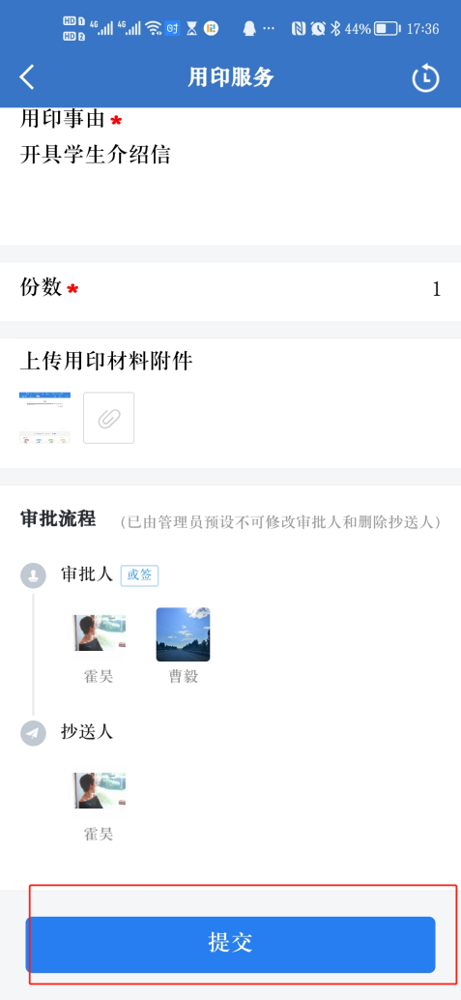 HD 1 4G 4G 时 44% 17:36
HD 2
用印服务
用印事由 *
开具学生介绍信
份数 * 1
上传用印材料附件
审批流程 (已由管理员预设不可修改审批人和删除抄送人)
审批人 或签
霍昊 曹毅
抄送人
霍昊
提交